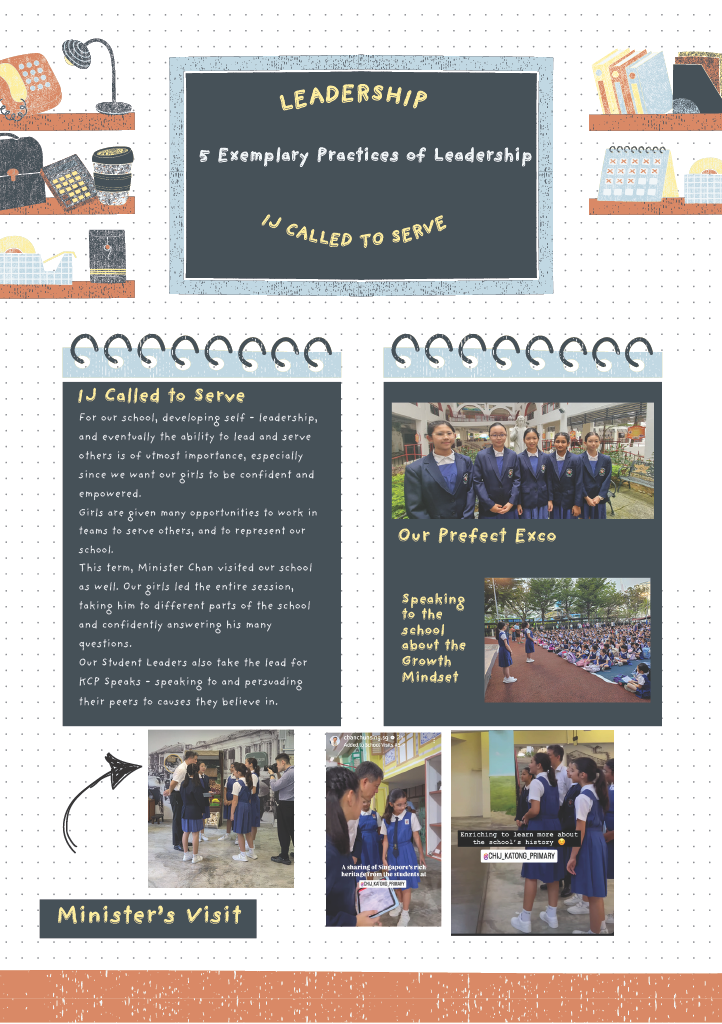 LEADERSHIP
5 Exemplary Practices of Leadership
IJ CALLED TO SERVE
IJ Called to Serve
For our school, developing self - leadership,
and eventually the ability to lead and serve
others is of utmost importance, especially
since we want our girls to be confident and
empowered.
Girls are given many opportunities to work in
teams to serve others, and to represent our
school.
This term, Minister Chan visited our school
as well. Our girls led the entire session,
taking him to different parts of the school
and confidently answering his many
questions.
Our Student Leaders also take the lead for
KCP Speaks - speaking to and persuading
their peers to causes they believe in.
Our Prefect Exco
Speaking
to the
school
about the
Growth
Mindset
chanchunsing.sg
Added to School Visits
A sharing of Singapore's rich
heritage from the students at
@CHIJ_KATONG_PRIMARY
Enriching to learn more about
the school's history 😊
@CHIJ_KATONG_PRIMARY
Minister's Visit